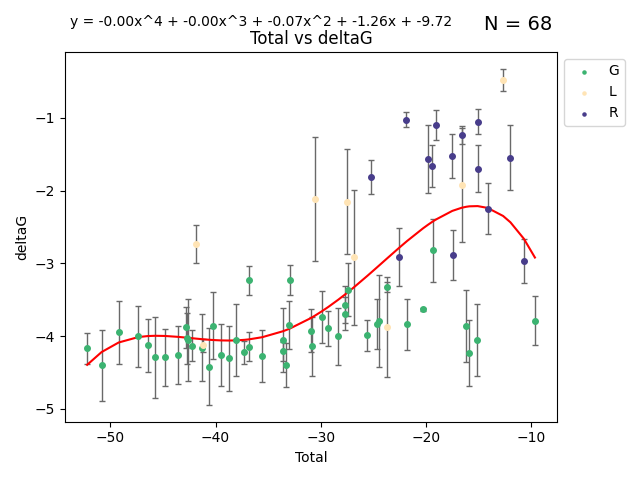 y = -0.00x^4 + -0.00x^3 + -0.07x^2 + -1.26x + -9.72
N = 68
Total vs deltaG
G
L
R
−1
−2
−3
−4
−5
deltaG
−50 −40 −30 −20 −10
Total